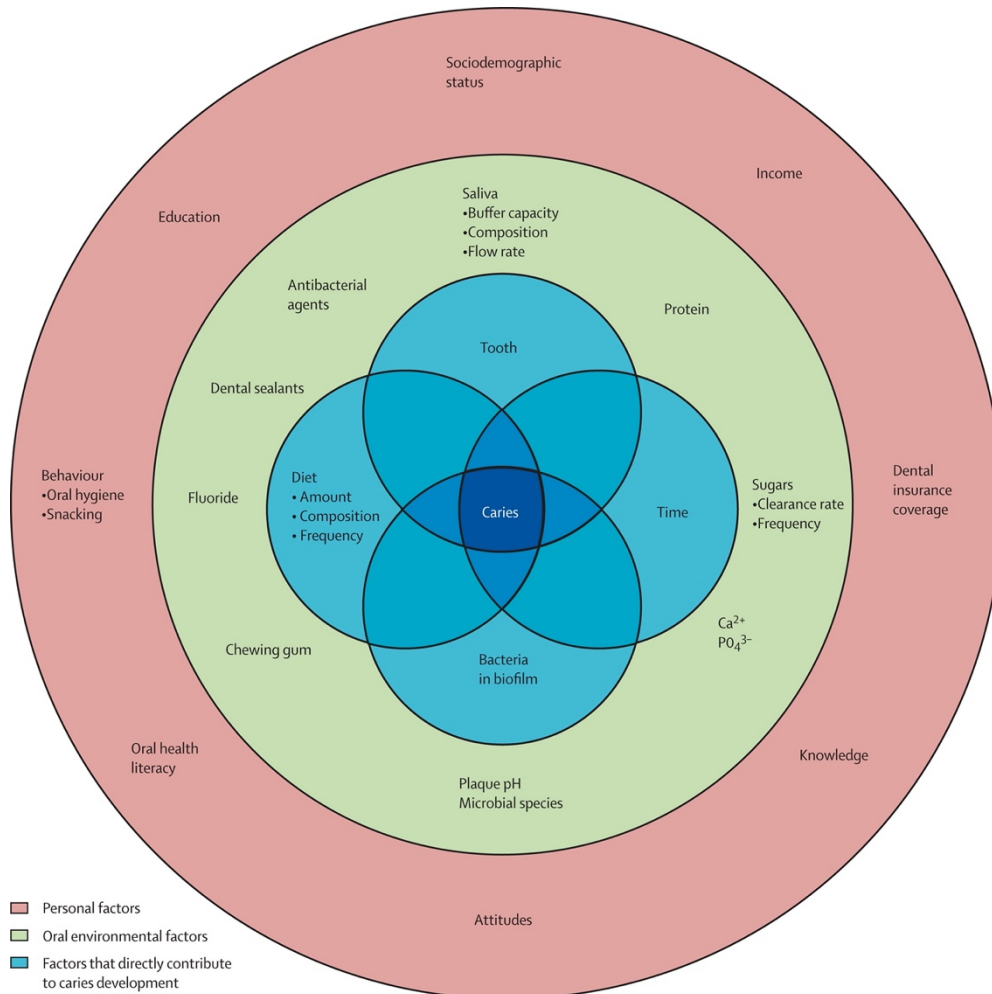 Sociodemographic
status
Income
Education
Saliva
•Buffer capacity
•Composition
•Flow rate
Antibacterial
agents
Protein
Tooth
Dental sealants
Behaviour
•Oral hygiene
•Snacking
Fluoride
Diet
• Amount
• Composition
• Frequency
Caries
Time
Sugars
•Clearance rate
•Frequency
Dental
insurance
coverage
Ca²⁺
PO₄³⁻
Chewing gum
Bacteria
in biofilm
Oral health
literacy
Knowledge
Plaque pH
Microbial species
Attitudes
Personal factors
Oral environmental factors
Factors that directly contribute
to caries development